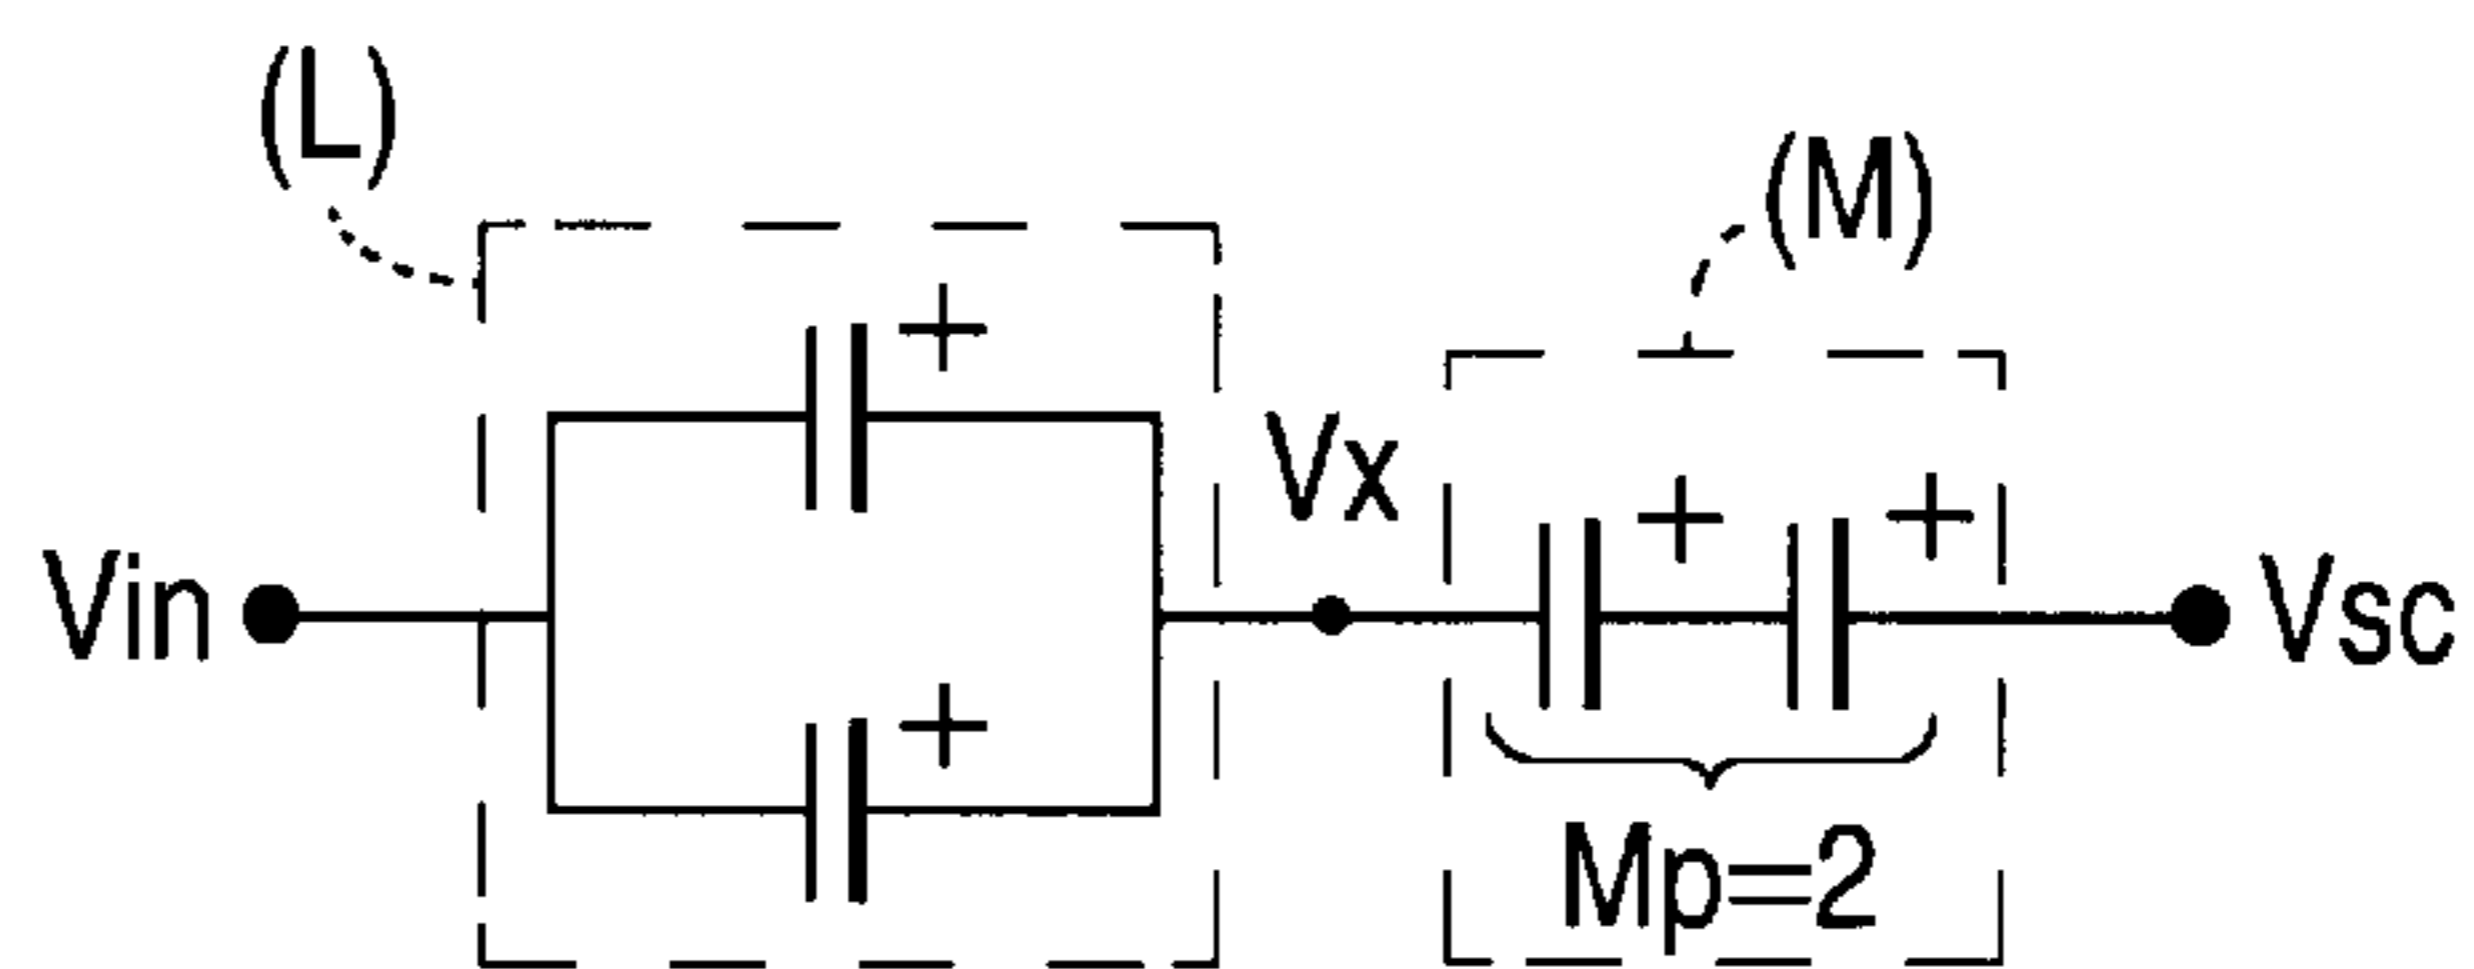 (L)
(M)
+
Vx
+ +
Vin
Vsc
+
Mp=2